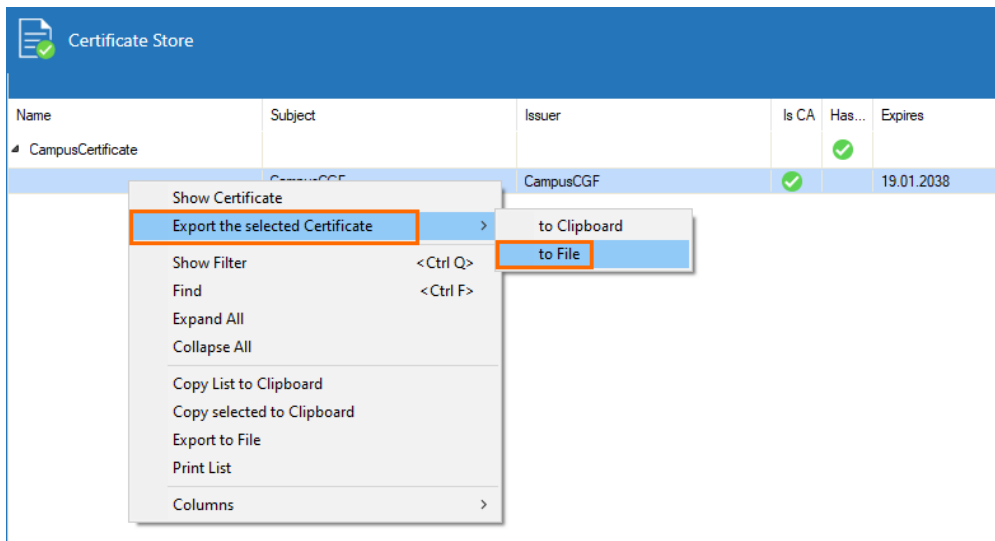 Certificate Store
Name Subject Issuer Is CA Has... Expires
CampusCertificate
CampusCGF CampusCGF 19.01.2038
Show Certificate
Export the selected Certificate >
to Clipboard
to File
Show Filter <Ctrl Q>
Find <Ctrl F>
Expand All
Collapse All
Copy List to Clipboard
Copy selected to Clipboard
Export to File
Print List
Columns >